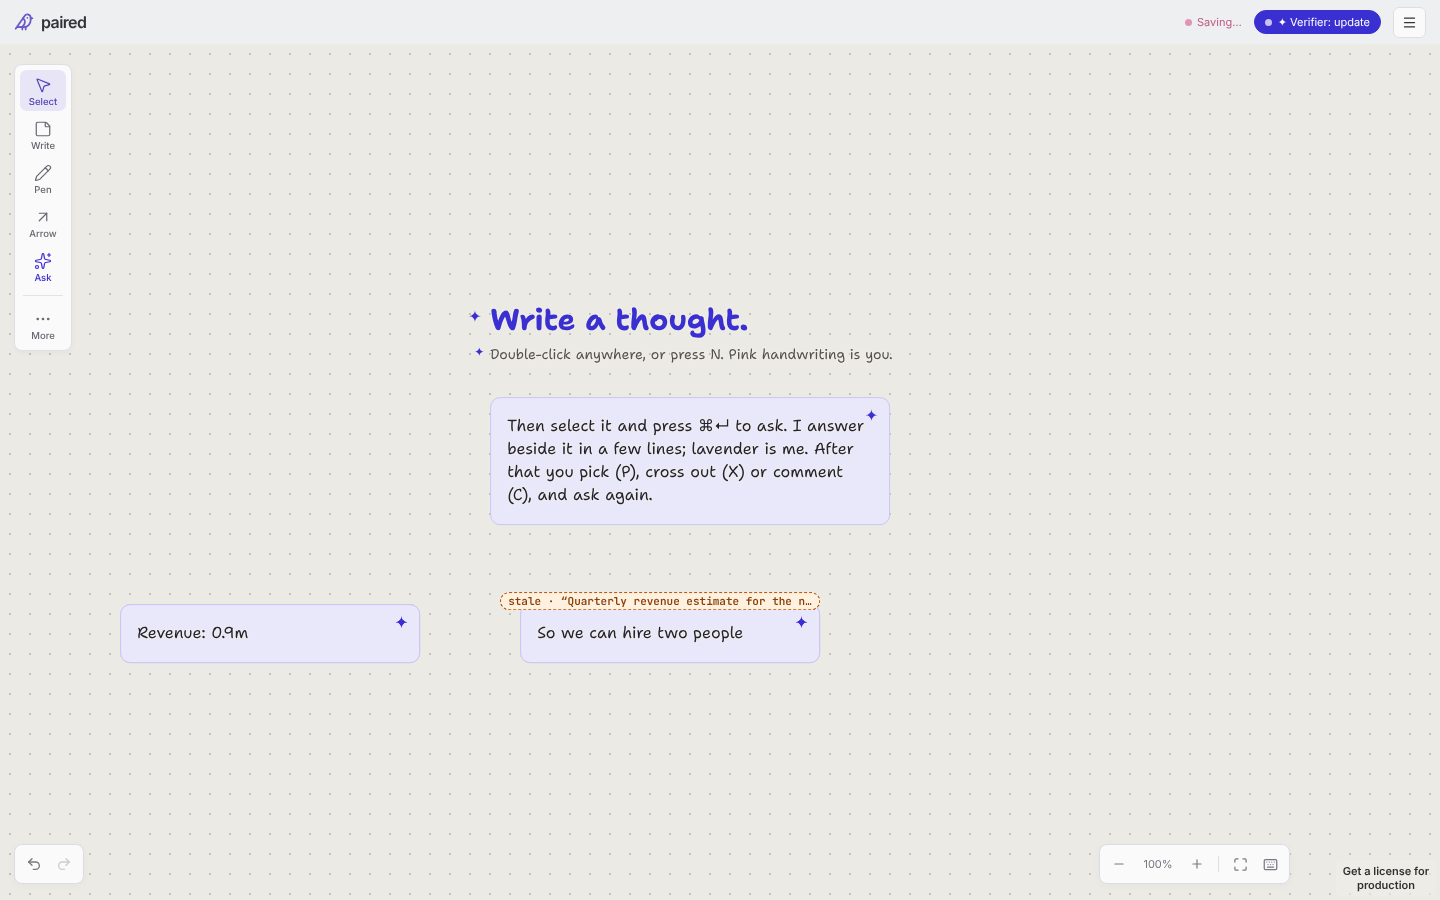 paired
Saving...
✦ Verifier: update
Select
Write
Pen
Arrow
Ask
More
✦ Write a thought.
✦ Double-click anywhere, or press N. Pink handwriting is you.
Then select it and press ⌘↵ to ask. I answer
beside it in a few lines; lavender is me. After
that you pick (P), cross out (X) or comment
(C), and ask again.
stale · “Quarterly revenue estimate for the n…
Revenue: 0.9m
So we can hire two people
100%
Get a license for
production